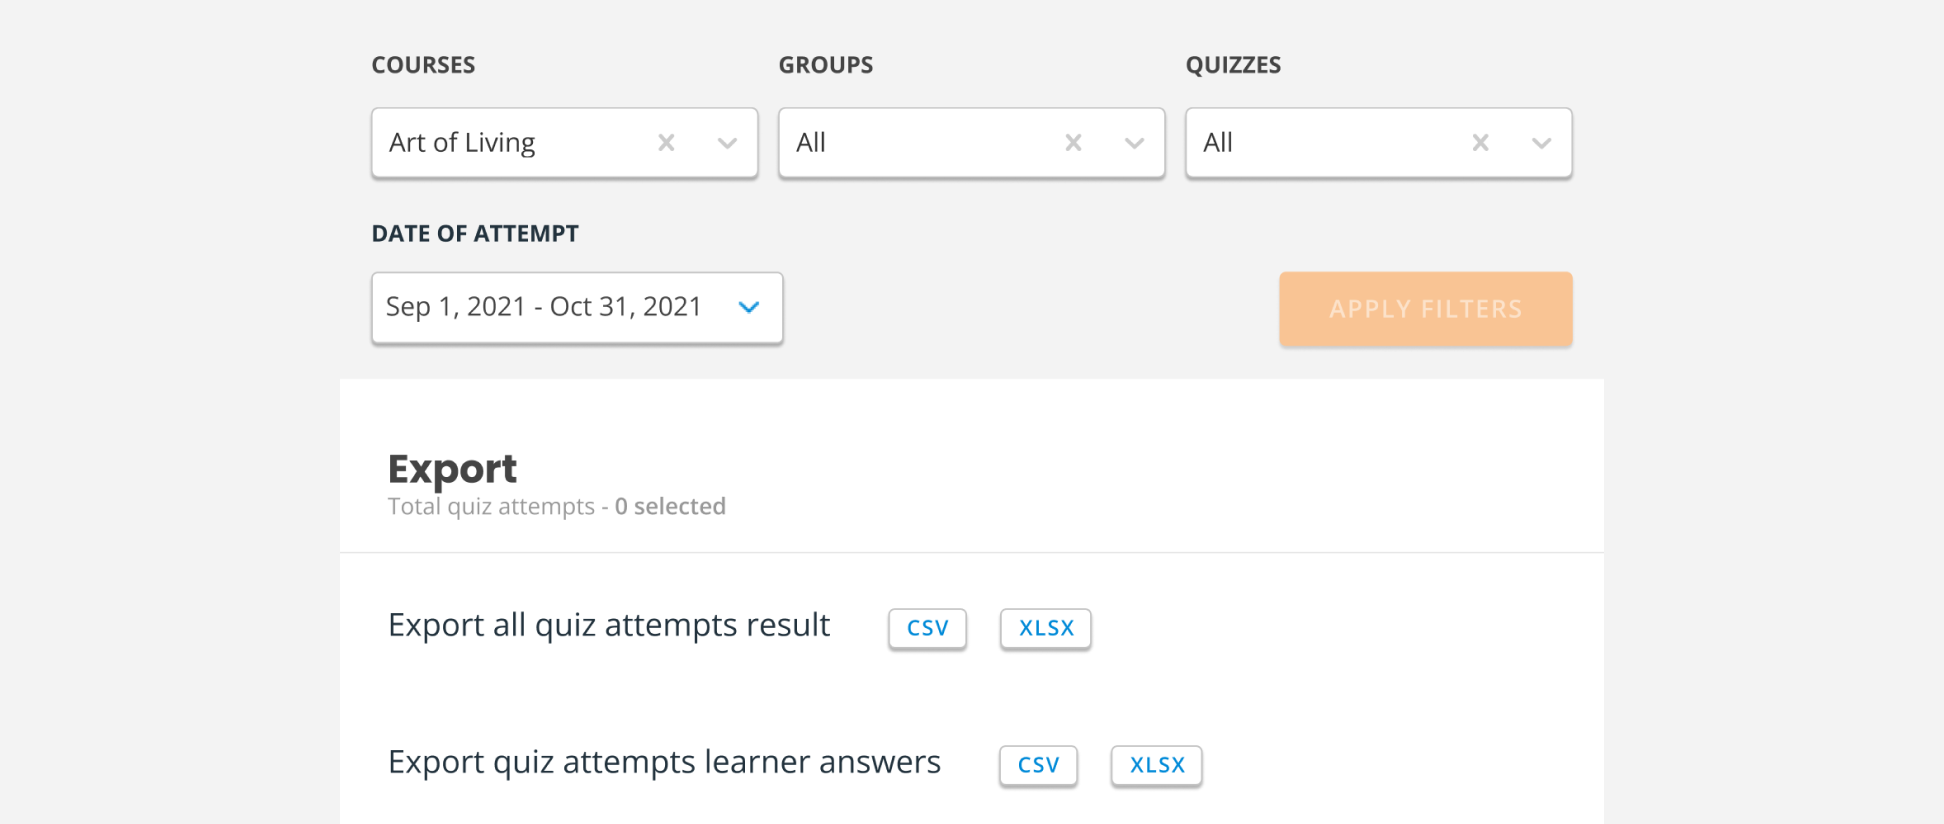 COURSES GROUPS QUIZZES
Art of Living All All
DATE OF ATTEMPT
Sep 1, 2021 - Oct 31, 2021 APPLY FILTERS
Export
Total quiz attempts - 0 selected
Export all quiz attempts result CSV XLSX
Export quiz attempts learner answers CSV XLSX